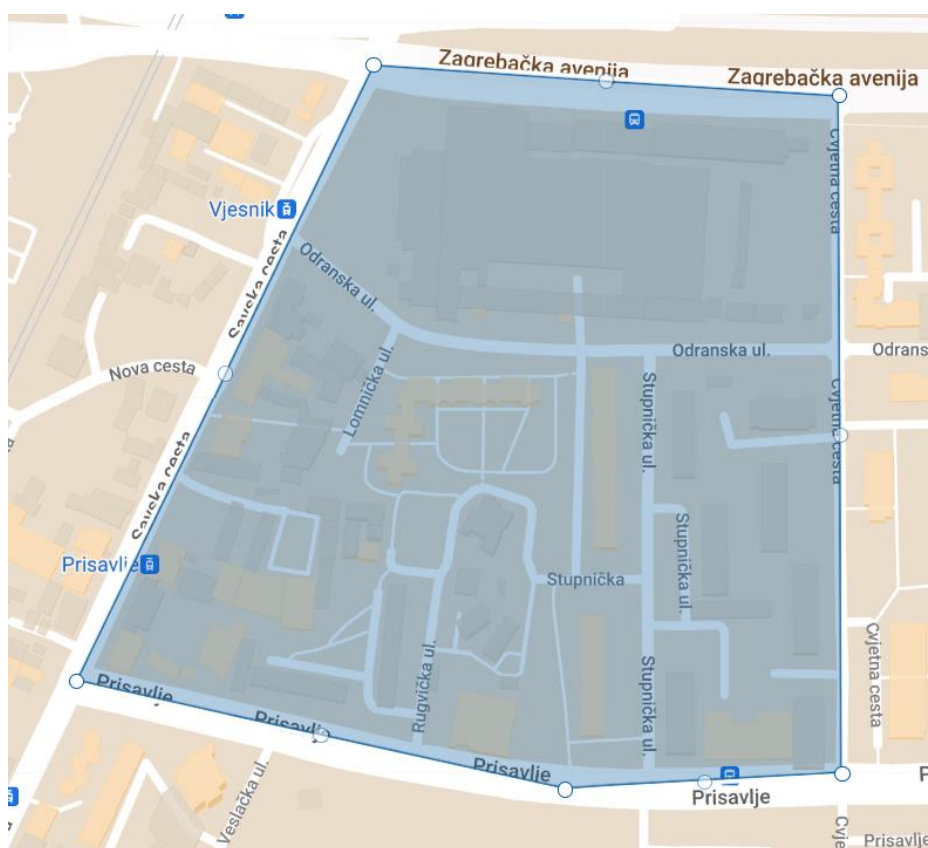 Zagrebačka avenija
Zagrebačka avenija
Cvjetna cesta
Vjesnik
Savska cesta
Odranska ul.
Odranska ul.
Odrans
Nova cesta
Lomnička ul.
Stupnička ul.
Cvjetna cesta
Savska cesta
Stupnička ul.
Prisavlje
Stupnička
Rugvička ul.
Stupnička ul.
Cvjetna cesta
Prisavlje
Prisavlje
Prisavlje
Prisavlje
P
Veslačka ul.
Cvje
Prisavlje